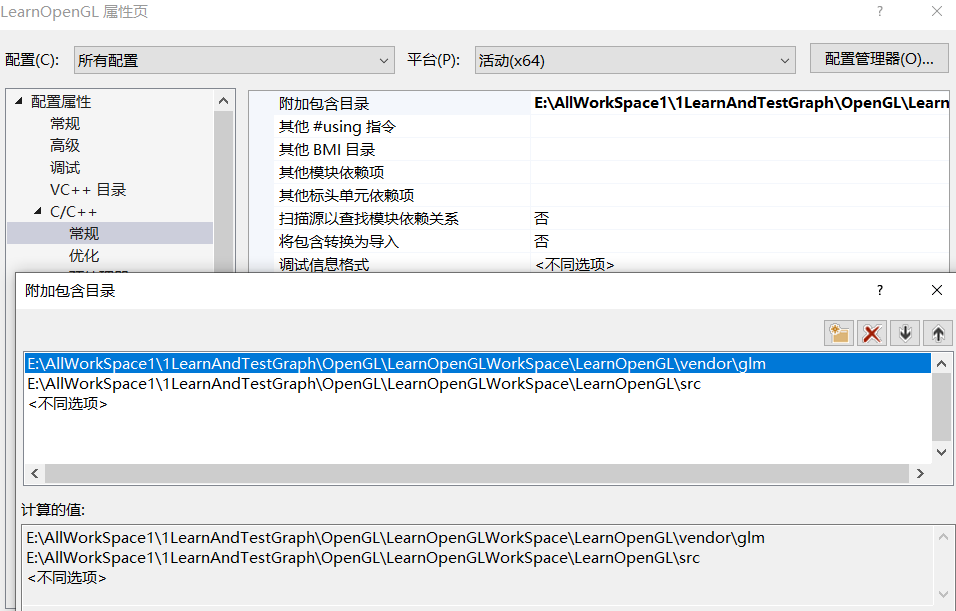 LearnOpenGL 属性页
配置(C): 所有配置 平台(P): 活动(x64) 配置管理器(O)...
配置属性
常规
高级
调试
VC++ 目录
C/C++
常规
优化
附加包含目录 E:\AllWorkSpace1\1LearnAndTestGraph\OpenGL\Learn
其他 #using 指令
其他 BMI 目录
其他模块依赖项
其他标头单元依赖项
扫描源以查找模块依赖关系 否
将包含转换为导入 否
调试信息格式 <不同选项>
附加包含目录
E:\AllWorkSpace1\1LearnAndTestGraph\OpenGL\LearnOpenGLWorkSpace\LearnOpenGL\vendor\glm
E:\AllWorkSpace1\1LearnAndTestGraph\OpenGL\LearnOpenGLWorkSpace\LearnOpenGL\src
<不同选项>
计算的值:
E:\AllWorkSpace1\1LearnAndTestGraph\OpenGL\LearnOpenGLWorkSpace\LearnOpenGL\vendor\glm
E:\AllWorkSpace1\1LearnAndTestGraph\OpenGL\LearnOpenGLWorkSpace\LearnOpenGL\src
<不同选项>